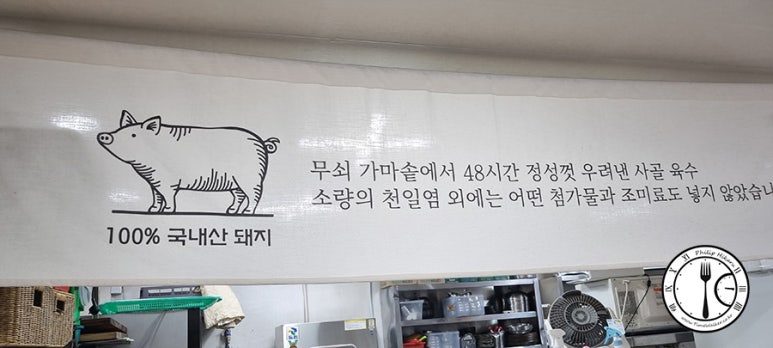 무쇠 가마솥에서 48시간 정성껏 우려낸 사골 육수
소량의 천일염 외에는 어떤 첨가물과 조미료도 넣지 않았습니
100% 국내산 돼지
Philip Hikaru